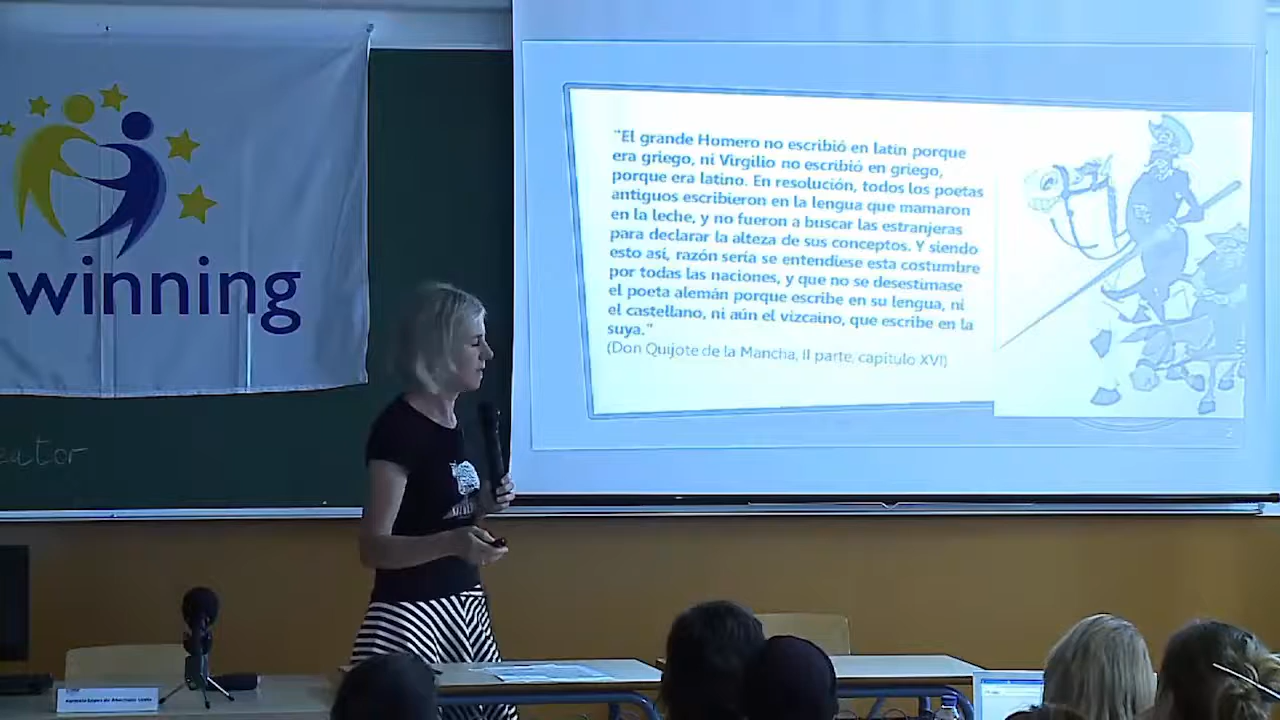 Twinning
eator
"El grande Homero no escribió en latín porque
era griego, ni Virgilio no escribió en griego,
porque era latino. En resolución, todos los poetas
antiguos escribieron en la lengua que mamaron
en la leche, y no fueron a buscar las estranjeras
para declarar la alteza de sus conceptos. Y siendo
esto así, razón sería se entendiese esta costumbre
por todas las naciones, y que no se desestimase
el poeta alemán porque escribe en su lengua, ni
el castellano, ni aún el vizcaino, que escribe en la
suya."
(Don Quijote de la Mancha, II parte, capítulo XVI)